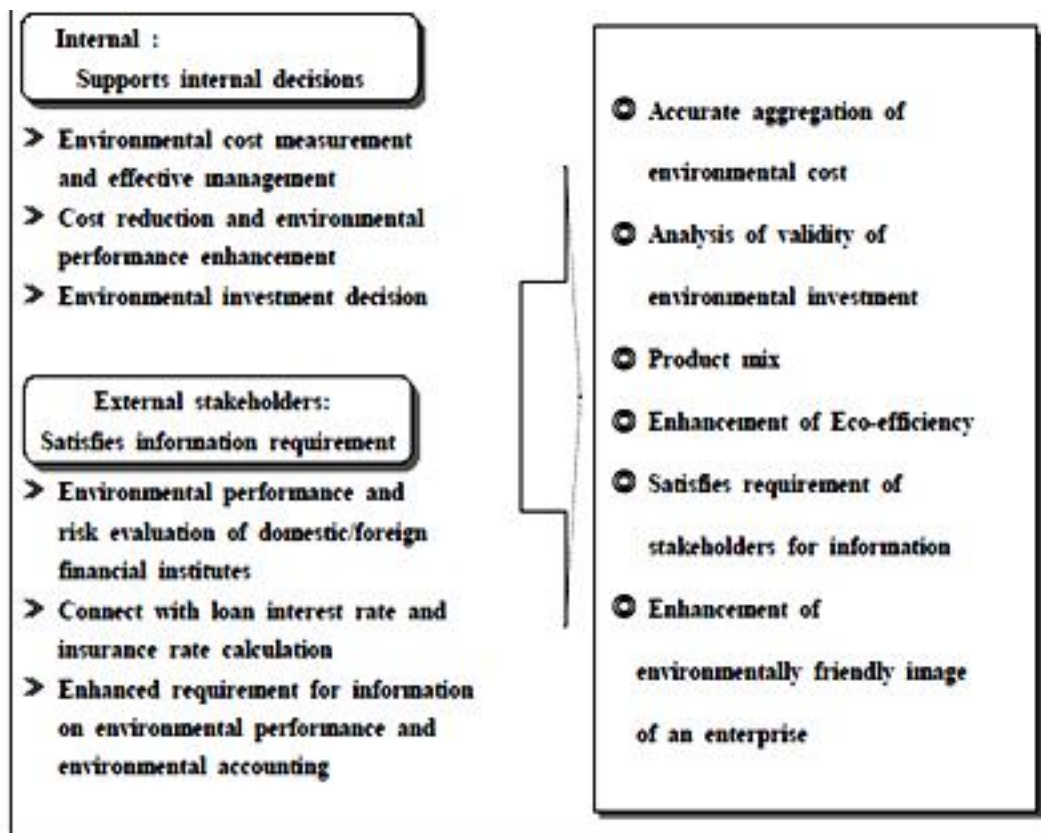 Internal :
Supports internal decisions
➢ Environmental cost measurement
and effective management
➢ Cost reduction and environmental
performance enhancement
➢ Environmental investment decision
External stakeholders:
Satisfies information requirement
➢ Environmental performance and
risk evaluation of domestic/foreign
financial institutes
➢ Connect with loan interest rate and
insurance rate calculation
➢ Enhanced requirement for information
on environmental performance and
environmental accounting
◎ Accurate aggregation of
environmental cost
◎ Analysis of validity of
environmental investment
◎ Product mix
◎ Enhancement of Eco-efficiency
◎ Satisfies requirement of
stakeholders for information
◎ Enhancement of
environmentally friendly image
of an enterprise